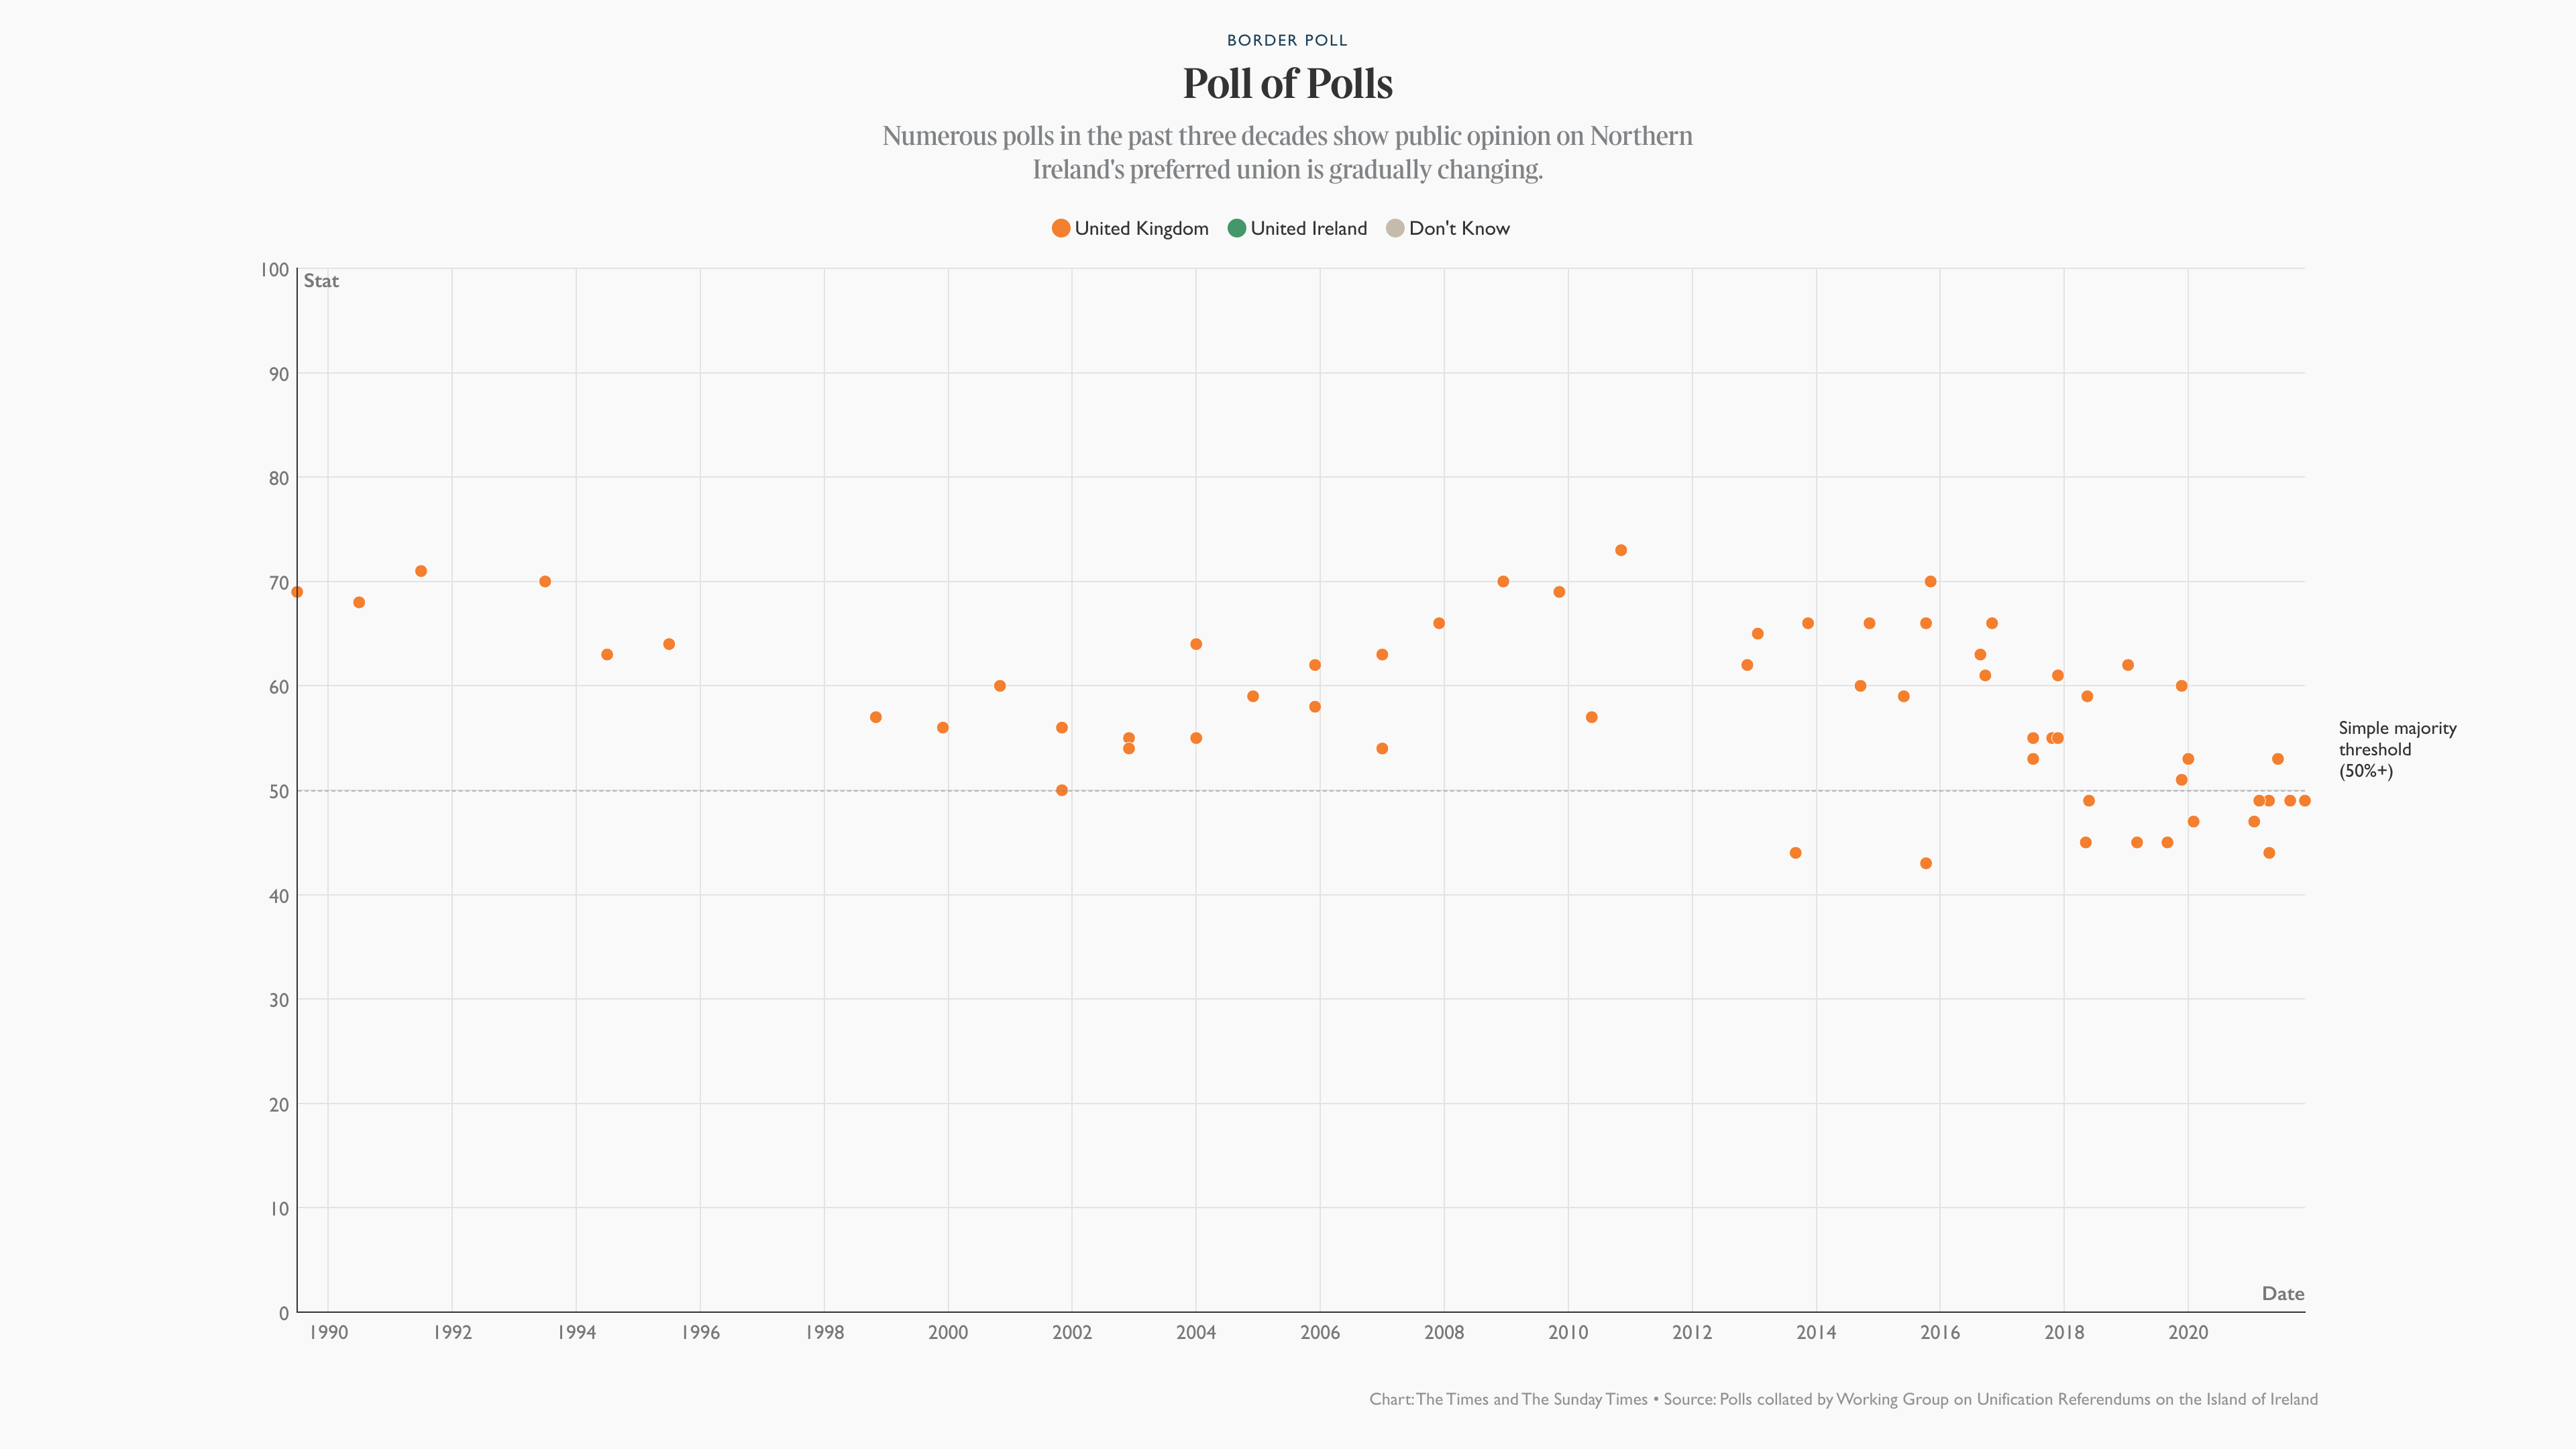 BORDER POLL
Poll of Polls
Numerous polls in the past three decades show public opinion on Northern
Ireland's preferred union is gradually changing.
United Kingdom United Ireland Don't Know
Stat
100
90
80
70
60
50
40
30
20
10
0
Simple majority
threshold
(50%+)
Date
1990 1992 1994 1996 1998 2000 2002 2004 2006 2008 2010 2012 2014 2016 2018 2020
Chart: The Times and The Sunday Times • Source: Polls collated by Working Group on Unification Referendums on the Island of Ireland